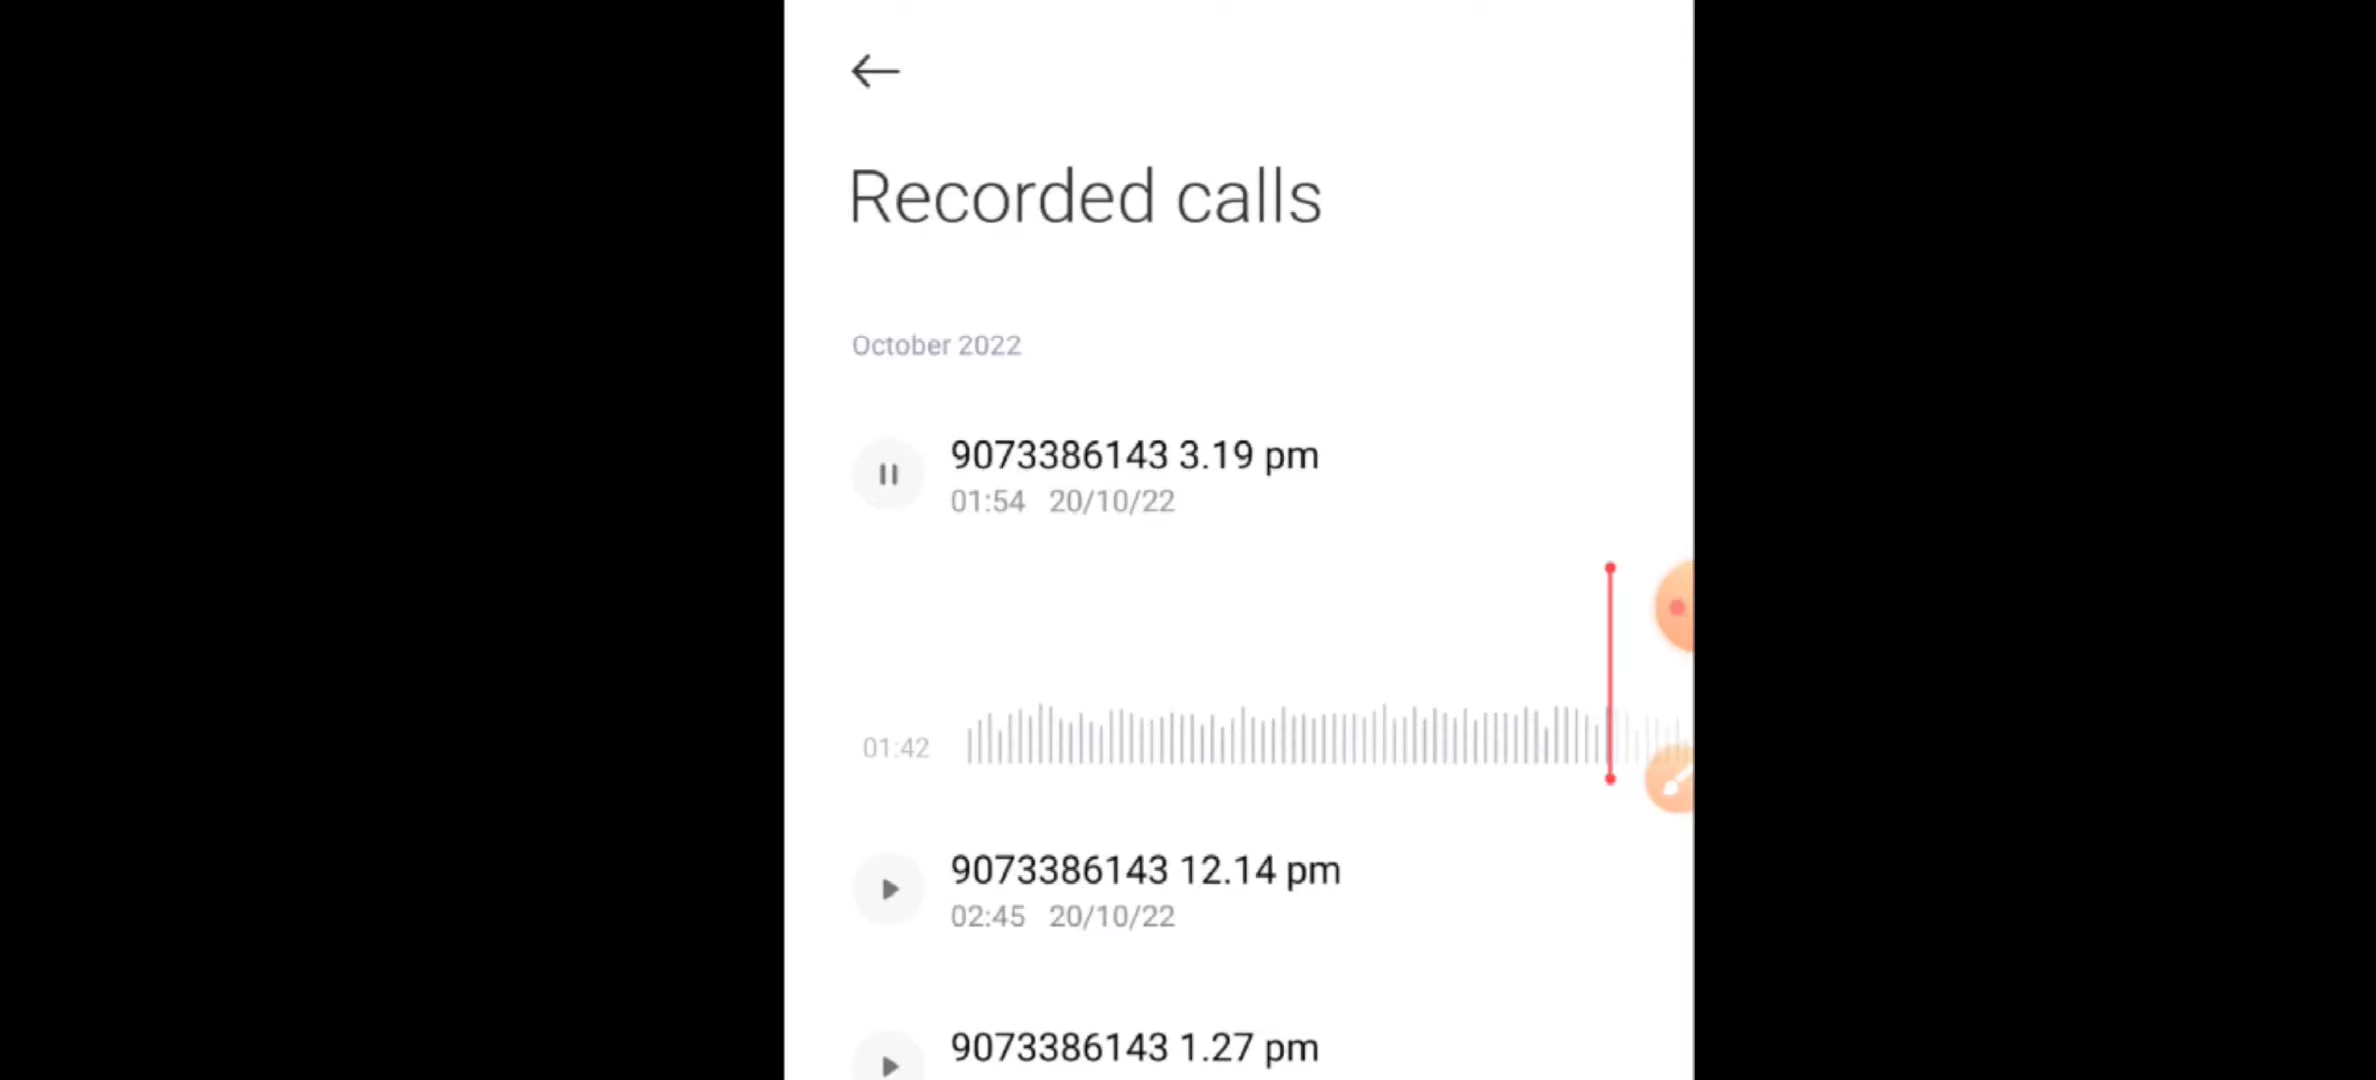 Recorded calls
October 2022
9073386143 3.19 pm
01:54 20/10/22
01:42
9073386143 12.14 pm
02:45 20/10/22
9073386143 1.27 pm